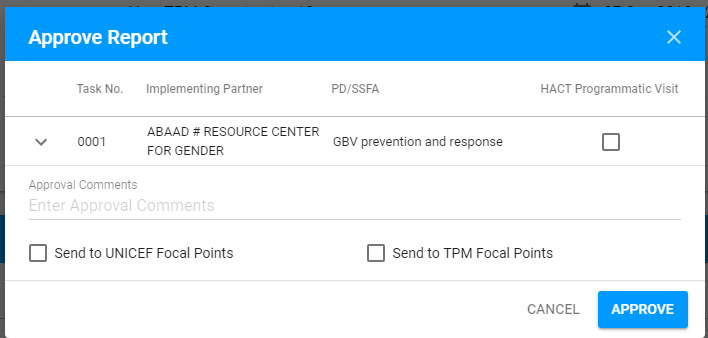 Approve Report
Task No. Implementing Partner PD/SSFA HACT Programmatic Visit
0001 ABAAD # RESOURCE CENTER FOR GENDER GBV prevention and response
Approval Comments
Enter Approval Comments
Send to UNICEF Focal Points Send to TPM Focal Points
CANCEL APPROVE